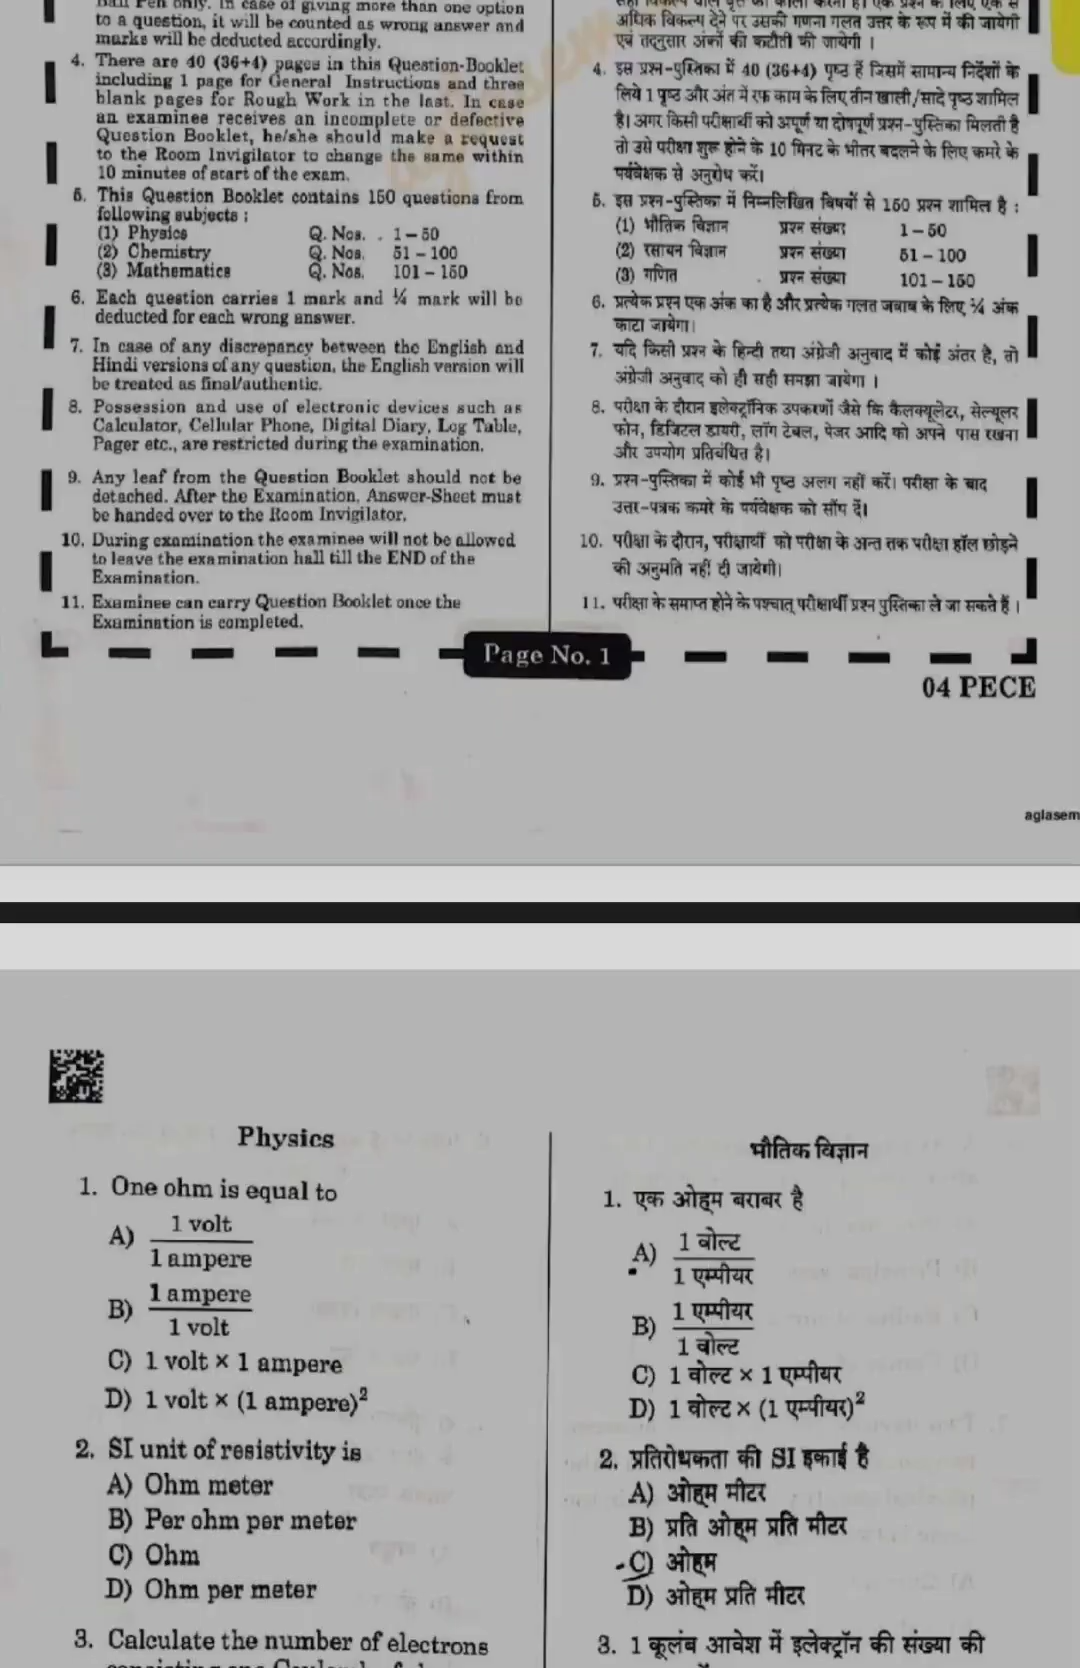 Ball Pen only. In case of giving more than one option
to a question, it will be counted as wrong answer and
marks will be deducted accordingly.
4. There are 40 (36+4) pages in this Question-Booklet
including 1 page for General Instructions and three
blank pages for Rough Work in the last. In case
an examinee receives an incomplete or defective
Question Booklet, he/she should make a request
to the Room Invigilator to change the same within
10 minutes of start of the exam.
5. This Question Booklet contains 150 questions from
following subjects :
(1) Physics Q. Nos. 1 – 50
(2) Chemistry Q. Nos. 51 – 100
(3) Mathematics Q. Nos. 101 – 150
6. Each question carries 1 mark and ¼ mark will be
deducted for each wrong answer.
7. In case of any discrepancy between the English and
Hindi versions of any question, the English version will
be treated as final/authentic.
8. Possession and use of electronic devices such as
Calculator, Cellular Phone, Digital Diary, Log Table,
Pager etc., are restricted during the examination.
9. Any leaf from the Question Booklet should not be
detached. After the Examination, Answer-Sheet must
be handed over to the Room Invigilator.
10. During examination the examinee will not be allowed
to leave the examination hall till the END of the
Examination.
11. Examinee can carry Question Booklet once the
Examination is completed.
अधिक विकल्प देने पर उसकी गणना गलत उत्तर के रूप में की जायेगी
एवं तद्नुसार अंकों की कटौती की जायेगी ।
4. इस प्रश्न-पुस्तिका में 40 (36+4) पृष्ठ हैं जिसमें सामान्य निर्देशों के
लिये 1 पृष्ठ और अंत में रफ काम के लिए तीन खाली/सादे पृष्ठ शामिल
है। अगर किसी परीक्षार्थी को अपूर्ण या दोषपूर्ण प्रश्न-पुस्तिका मिलती है
तो उसे परीक्षा शुरू होने के 10 मिनट के भीतर बदलने के लिए कमरे के
पर्यवेक्षक से अनुरोध करें।
5. इस प्रश्न-पुस्तिका में निम्नलिखित विषयों से 150 प्रश्न शामिल है :
(1) भौतिक विज्ञान प्रश्न संख्या 1 – 50
(2) रसायन विज्ञान प्रश्न संख्या 51 – 100
(3) गणित प्रश्न संख्या 101 – 150
6. प्रत्येक प्रश्न एक अंक का है और प्रत्येक गलत जवाब के लिए ¼ अंक
काटा जायेगा।
7. यदि किसी प्रश्न के हिन्दी तथा अंग्रेजी अनुवाद में कोई अंतर है, तो
अंग्रेजी अनुवाद को ही सही समझा जायेगा ।
8. परीक्षा के दौरान इलेक्ट्रॉनिक उपकरणों जैसे कि कैलक्यूलेटर, सेल्यूलर
फोन, डिजिटल डायरी, लॉग टेबल, पेजर आदि को अपने पास रखना
और उपयोग प्रतिबंधित है।
9. प्रश्न-पुस्तिका में कोई भी पृष्ठ अलग नहीं करें। परीक्षा के बाद
उत्तर-पत्रक कमरे के पर्यवेक्षक को सौंप दें।
10. परीक्षा के दौरान, परीक्षार्थी को परीक्षा के अन्त तक परीक्षा हॉल छोड़ने
की अनुमति नहीं दी जायेगी।
11. परीक्षा के समाप्त होने के पश्चात् परीक्षार्थी प्रश्न पुस्तिका ले जा सकते हैं ।
Page No. 1
04 PECE
aglasem
Physics
1. One ohm is equal to
A) 1 volt
1 ampere
B) 1 ampere
1 volt
C) 1 volt × 1 ampere
D) 1 volt × (1 ampere)²
2. SI unit of resistivity is
A) Ohm meter
B) Per ohm per meter
C) Ohm
D) Ohm per meter
3. Calculate the number of electrons
भौतिक विज्ञान
1. एक ओह्म बराबर है
A) 1 वोल्ट
1 एम्पीयर
B) 1 एम्पीयर
1 वोल्ट
C) 1 वोल्ट × 1 एम्पीयर
D) 1 वोल्ट × (1 एम्पीयर)²
2. प्रतिरोधकता की SI इकाई है
A) ओह्म मीटर
B) प्रति ओह्म प्रति मीटर
C) ओह्म
D) ओह्म प्रति मीटर
3. 1 कूलंब आवेश में इलेक्ट्रॉन की संख्या की